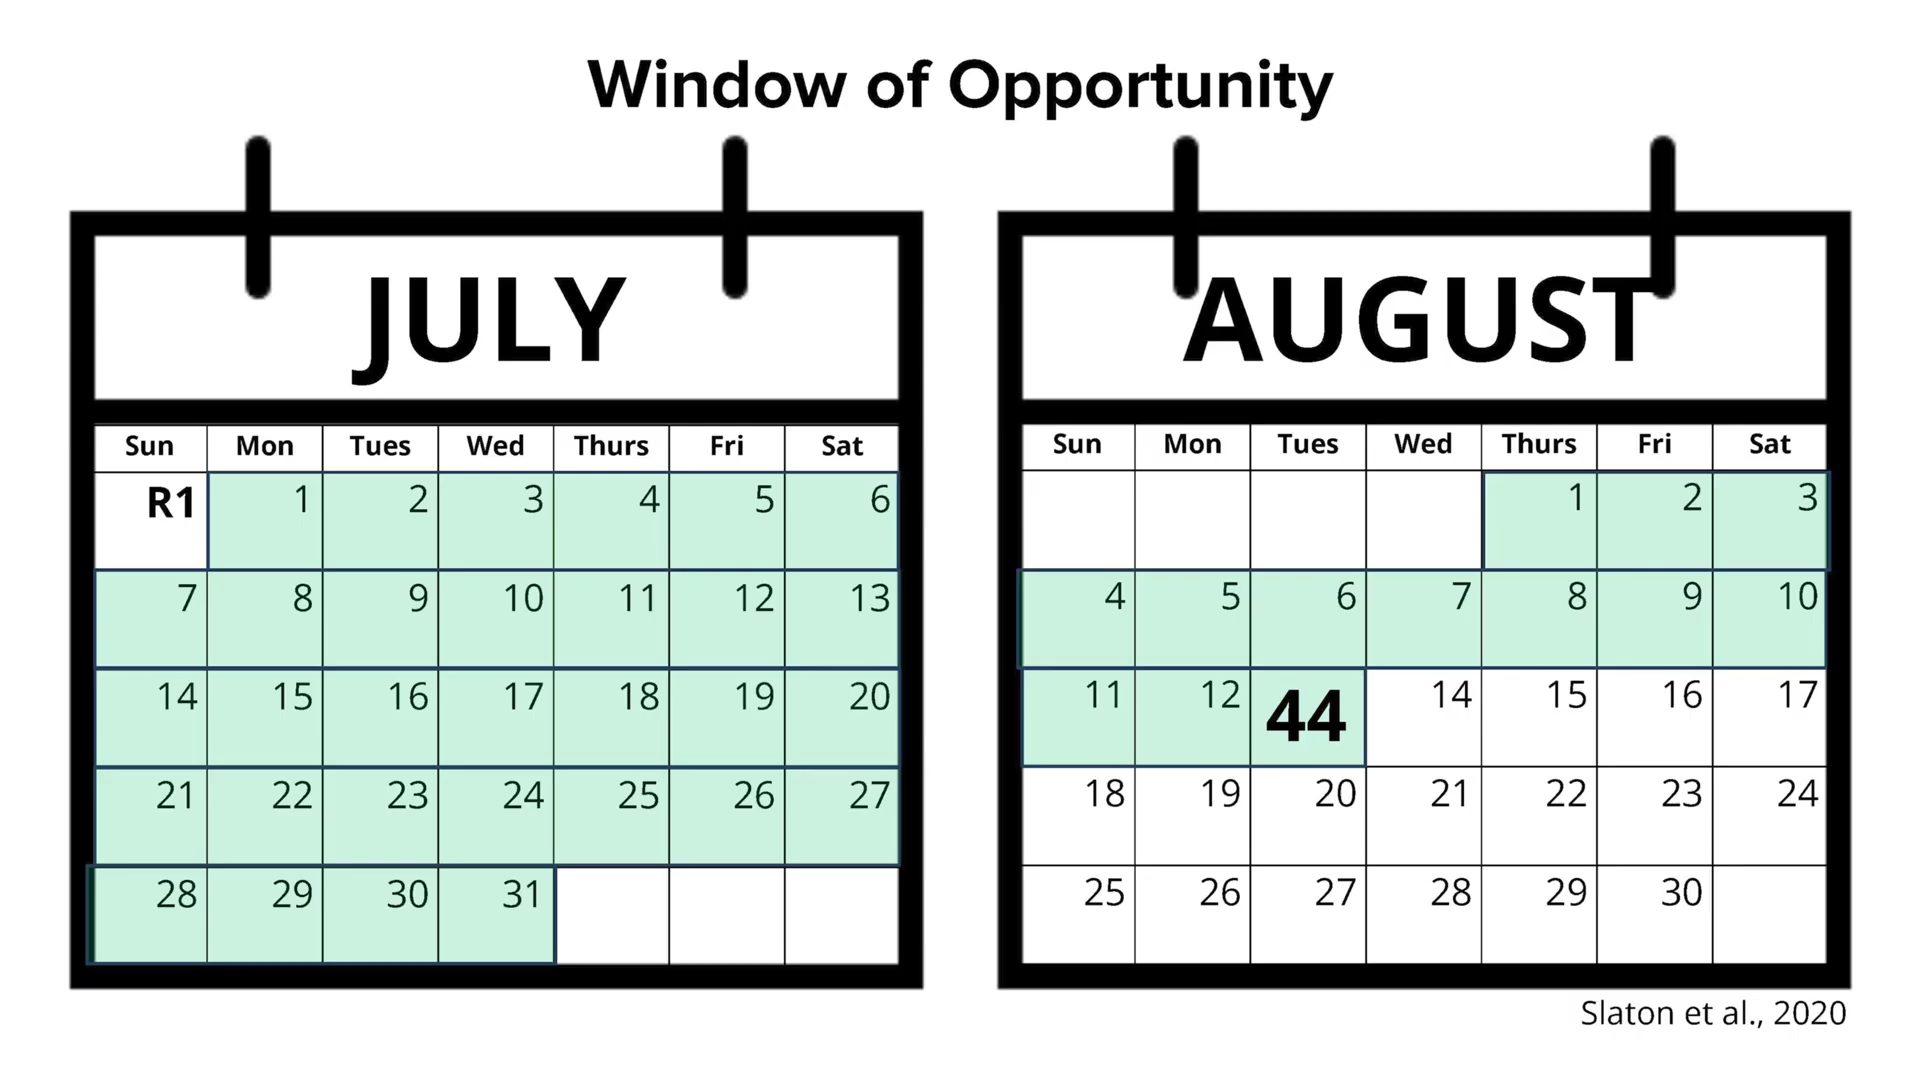 Window of Opportunity
JULY
Sun Mon Tues Wed Thurs Fri Sat
R1 1 2 3 4 5 6
7 8 9 10 11 12 13
14 15 16 17 18 19 20
21 22 23 24 25 26 27
28 29 30 31
AUGUST
Sun Mon Tues Wed Thurs Fri Sat
1 2 3
4 5 6 7 8 9 10
11 12 44 14 15 16 17
18 19 20 21 22 23 24
25 26 27 28 29 30
Slaton et al., 2020